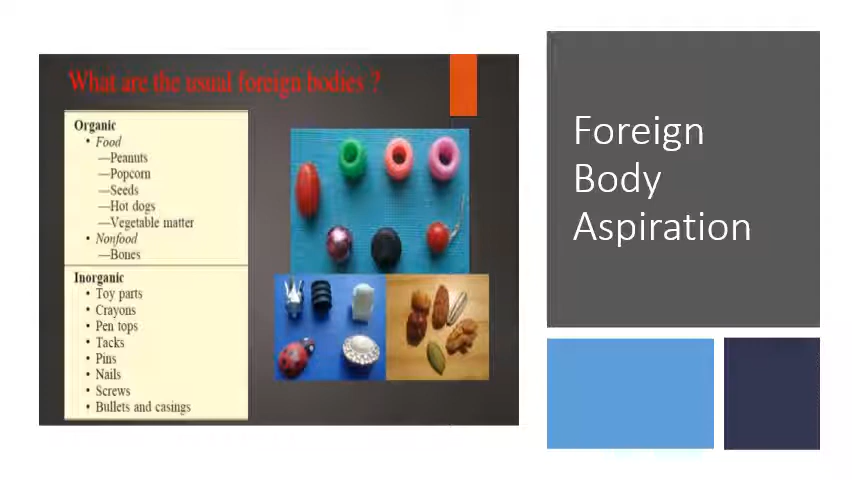 What are the usual foreign bodies ?
Organic
• Food
—Peanuts
—Popcorn
—Seeds
—Hot dogs
—Vegetable matter
• Nonfood
—Bones
Inorganic
• Toy parts
• Crayons
• Pen tops
• Tacks
• Pins
• Nails
• Screws
• Bullets and casings
Foreign
Body
Aspiration